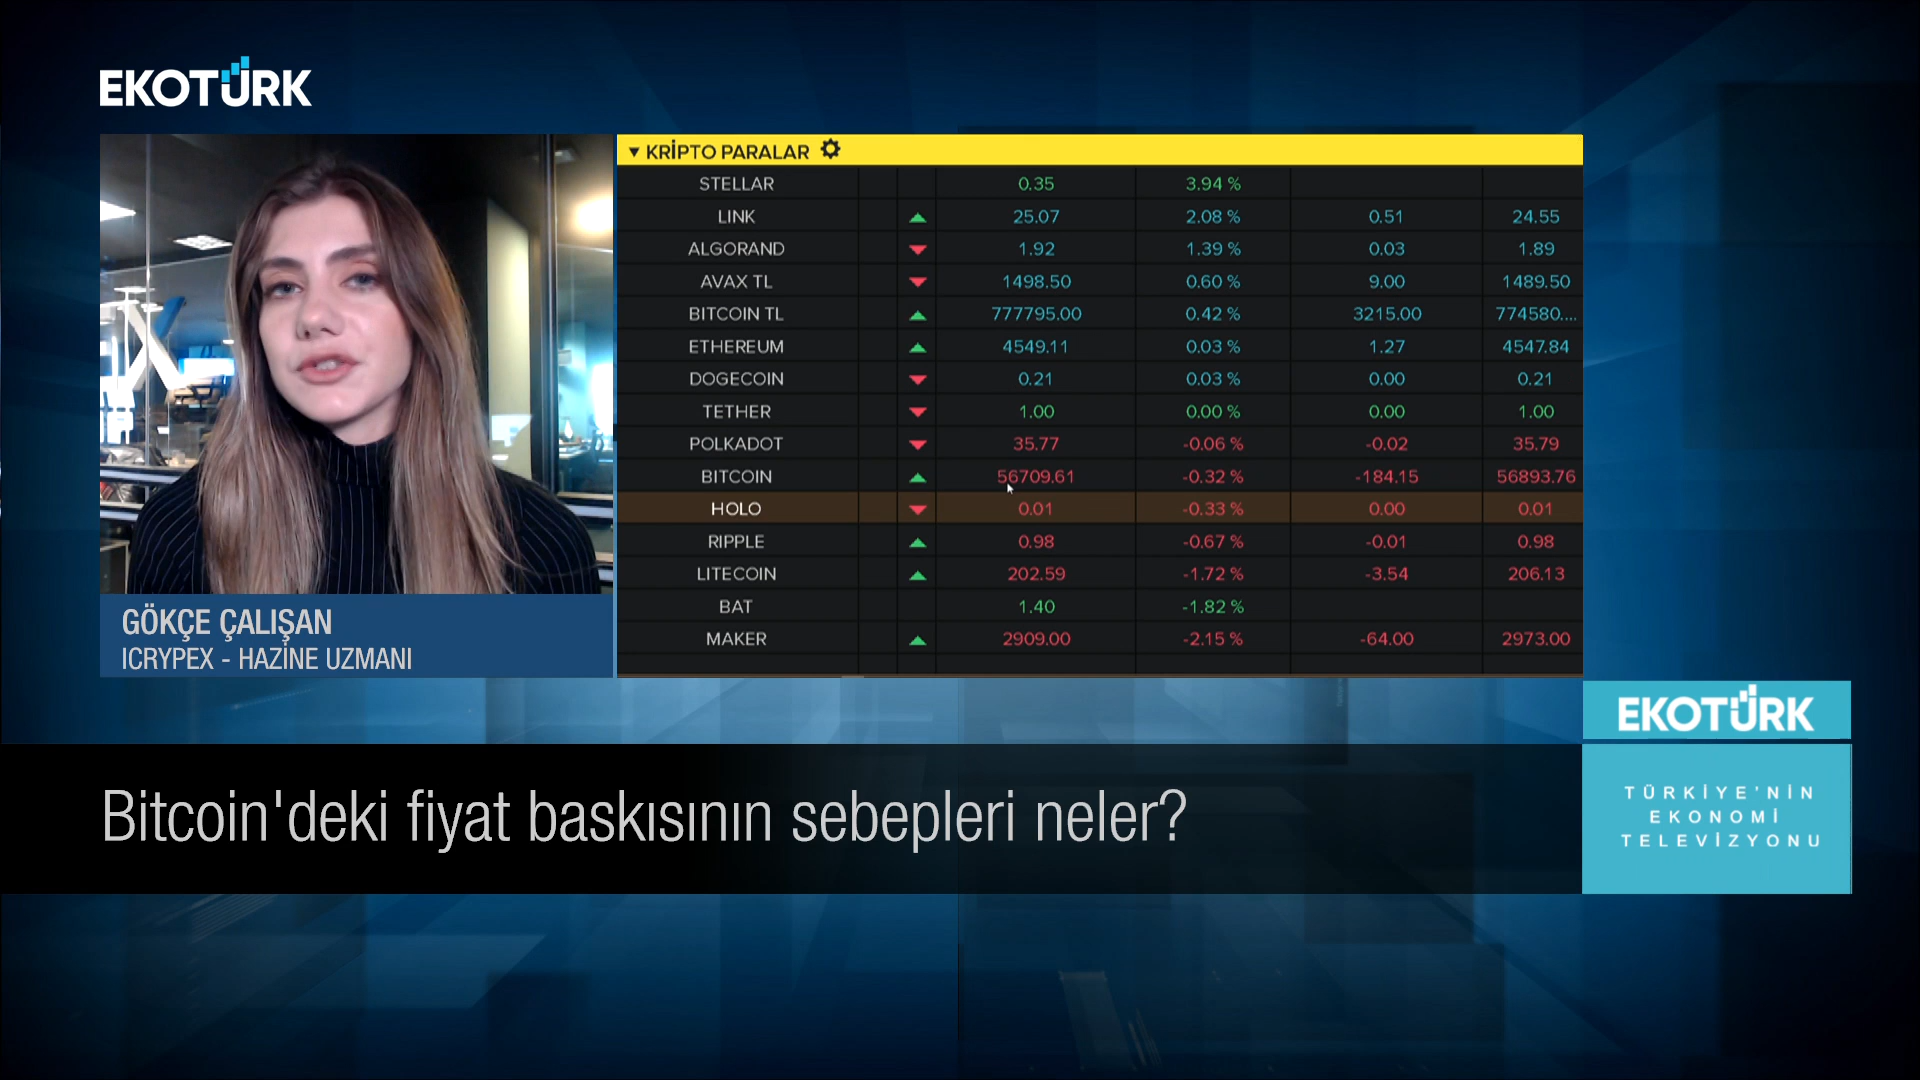 EKOTÜRK
▼ KRİPTO PARALAR
STELLAR 0.35 3.94 %
LINK 25.07 2.08 % 0.51 24.55
ALGORAND 1.92 1.39 % 0.03 1.89
AVAX TL 1498.50 0.60 % 9.00 1489.50
BITCOIN TL 777795.00 0.42 % 3215.00 774580....
ETHEREUM 4549.11 0.03 % 1.27 4547.84
DOGECOIN 0.21 0.03 % 0.00 0.21
TETHER 1.00 0.00 % 0.00 1.00
POLKADOT 35.77 -0.06 % -0.02 35.79
BITCOIN 56709.61 -0.32 % -184.15 56893.76
HOLO 0.01 -0.33 % 0.00 0.01
RIPPLE 0.98 -0.67 % -0.01 0.98
LITECOIN 202.59 -1.72 % -3.54 206.13
BAT 1.40 -1.82 %
MAKER 2909.00 -2.15 % -64.00 2973.00
GÖKÇE ÇALIŞAN
ICRYPEX - HAZİNE UZMANI
EKOTÜRK
Bitcoin'deki fiyat baskısının sebepleri neler?
TÜRKİYE'NİN
EKONOMİ
TELEVİZYONU